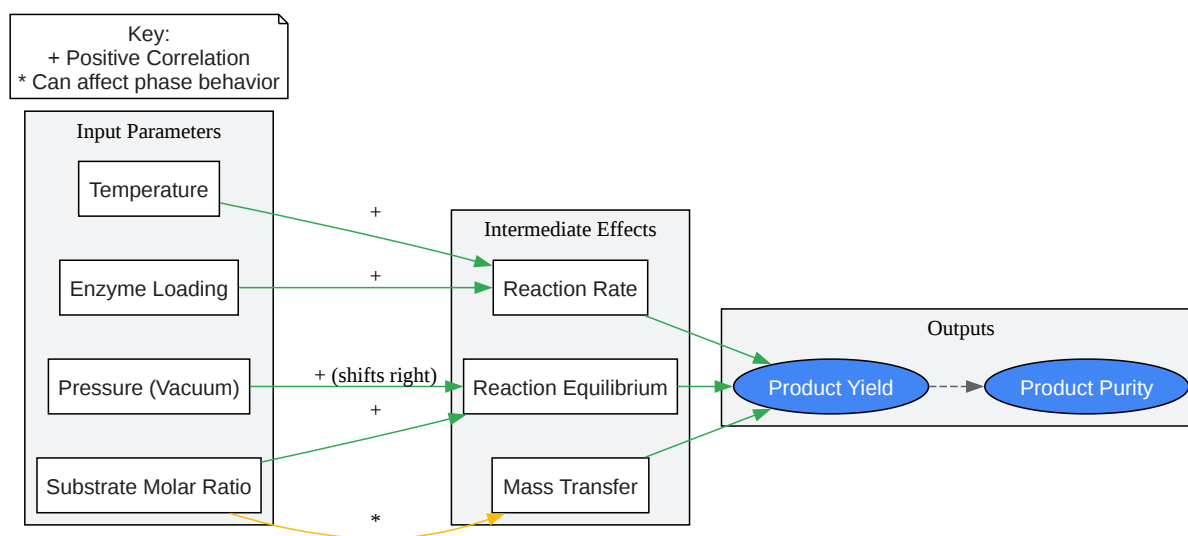 Key:
+ Positive Correlation
* Can affect phase behavior
Input Parameters
Temperature
Enzyme Loading
Pressure (Vacuum)
Substrate Molar Ratio
+
+
+ (shifts right)
+
*
Intermediate Effects
Reaction Rate
Reaction Equilibrium
Mass Transfer
Outputs
Product Yield
Product Purity